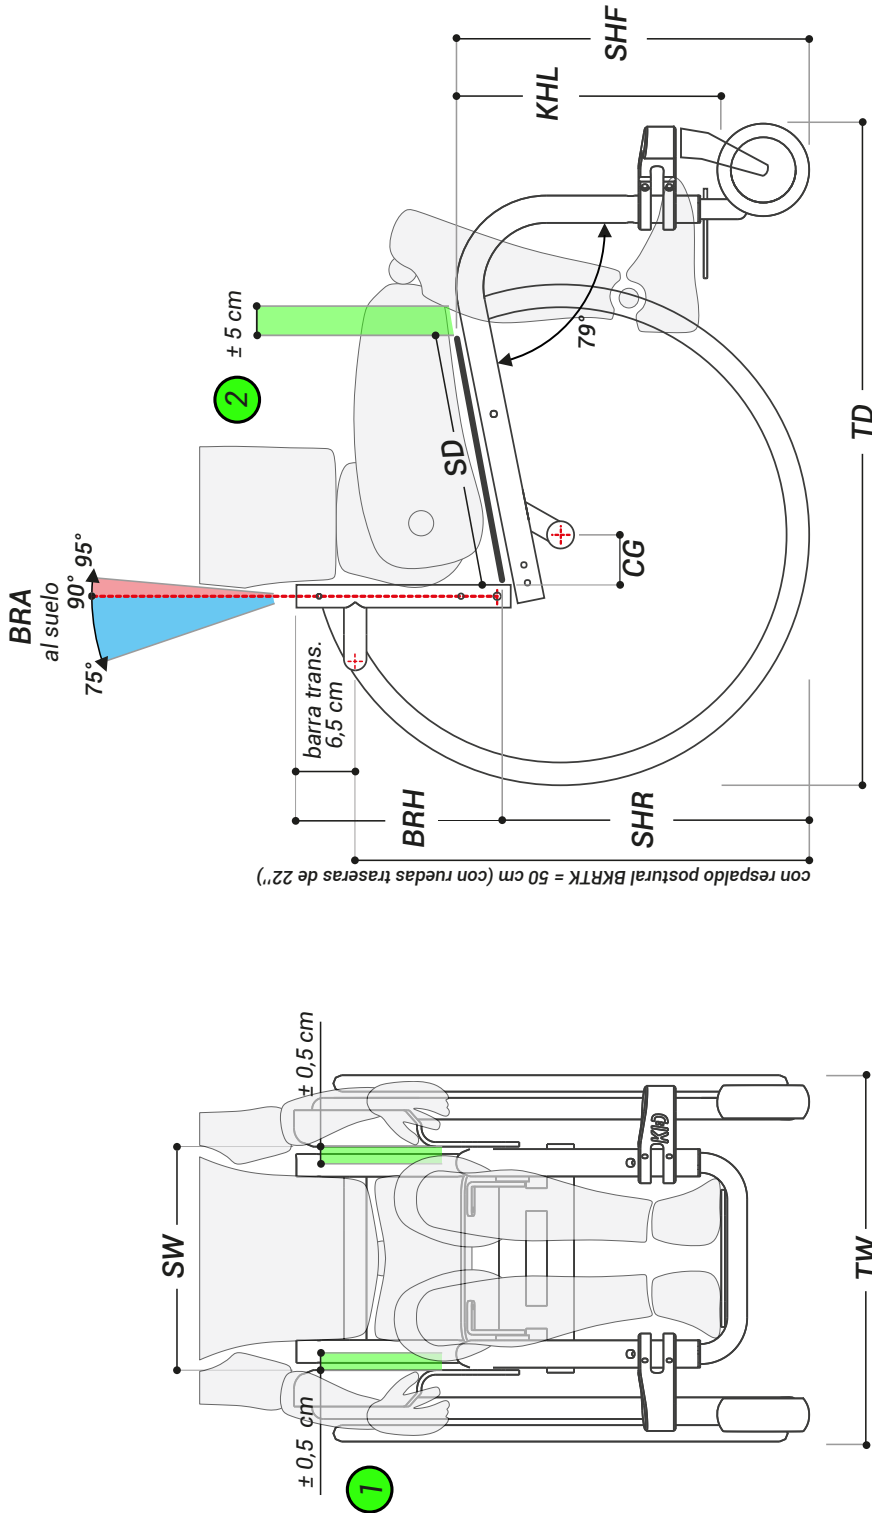 BRA
al suelo
75°
90°
95°
2
± 5 cm
SD
KHL
SHF
79°
barra trans.
6,5 cm
CG
BRH
SHR
TD
con respaldo postural BKRTK = 50 cm (con ruedas traseras de 22")
1
± 0,5 cm
± 0,5 cm
SW
TW